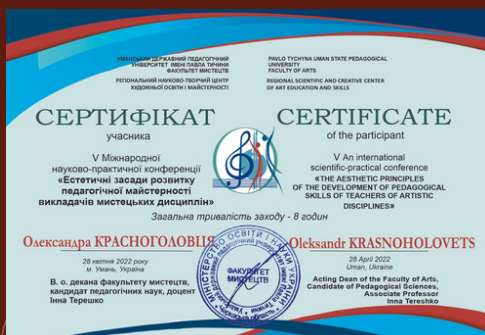 УМАНСЬКИЙ ДЕРЖАВНИЙ ПЕДАГОГІЧНИЙ
УНІВЕРСИТЕТ ІМЕНІ ПАВЛА ТИЧИНИ
ФАКУЛЬТЕТ МИСТЕЦТВ
РЕГІОНАЛЬНИЙ НАУКОВО-ТВОРЧИЙ ЦЕНТР
ХУДОЖНЬОЇ ОСВІТИ І МАЙСТЕРНОСТІ
PAVLO TYCHYNA UMAN STATE PEDAGOGICAL
UNIVERSITY
FACULTY OF ARTS
REGIONAL SCIENTIFIC AND CREATIVE CENTER
OF ART EDUCATION AND SKILLS
СЕРТИФІКАТ
учасника
V Міжнародної
науково-практичної конференції
«Естетичні засади розвитку
педагогічної майстерності
викладачів мистецьких дисциплін»
CERTIFICATE
of the participant
V An international
scientific-practical conference
«THE AESTHETIC PRINCIPLES
OF THE DEVELOPMENT OF PEDAGOGICAL
SKILLS OF TEACHERS OF ARTISTIC
DISCIPLINES»
Загальна тривалість заходу - 8 годин
Олександра КРАСНОГОЛОВЦЯ
28 квітня 2022 року
м. Умань, Україна
В. о. декана факультету мистецтв,
кандидат педагогічних наук, доцент
Інна Терешко
Oleksandr KRASNOHOLOVETS
28 April 2022
Uman, Ukraine
Acting Dean of the Faculty of Arts,
Candidate of Pedagogical Sciences,
Associate Professor
Inna Tereshko
МІНІСТЕРСТВО ОСВІТИ І НАУКИ УКРАЇНИ
ФАКУЛЬТЕТ
МИСТЕЦТВ